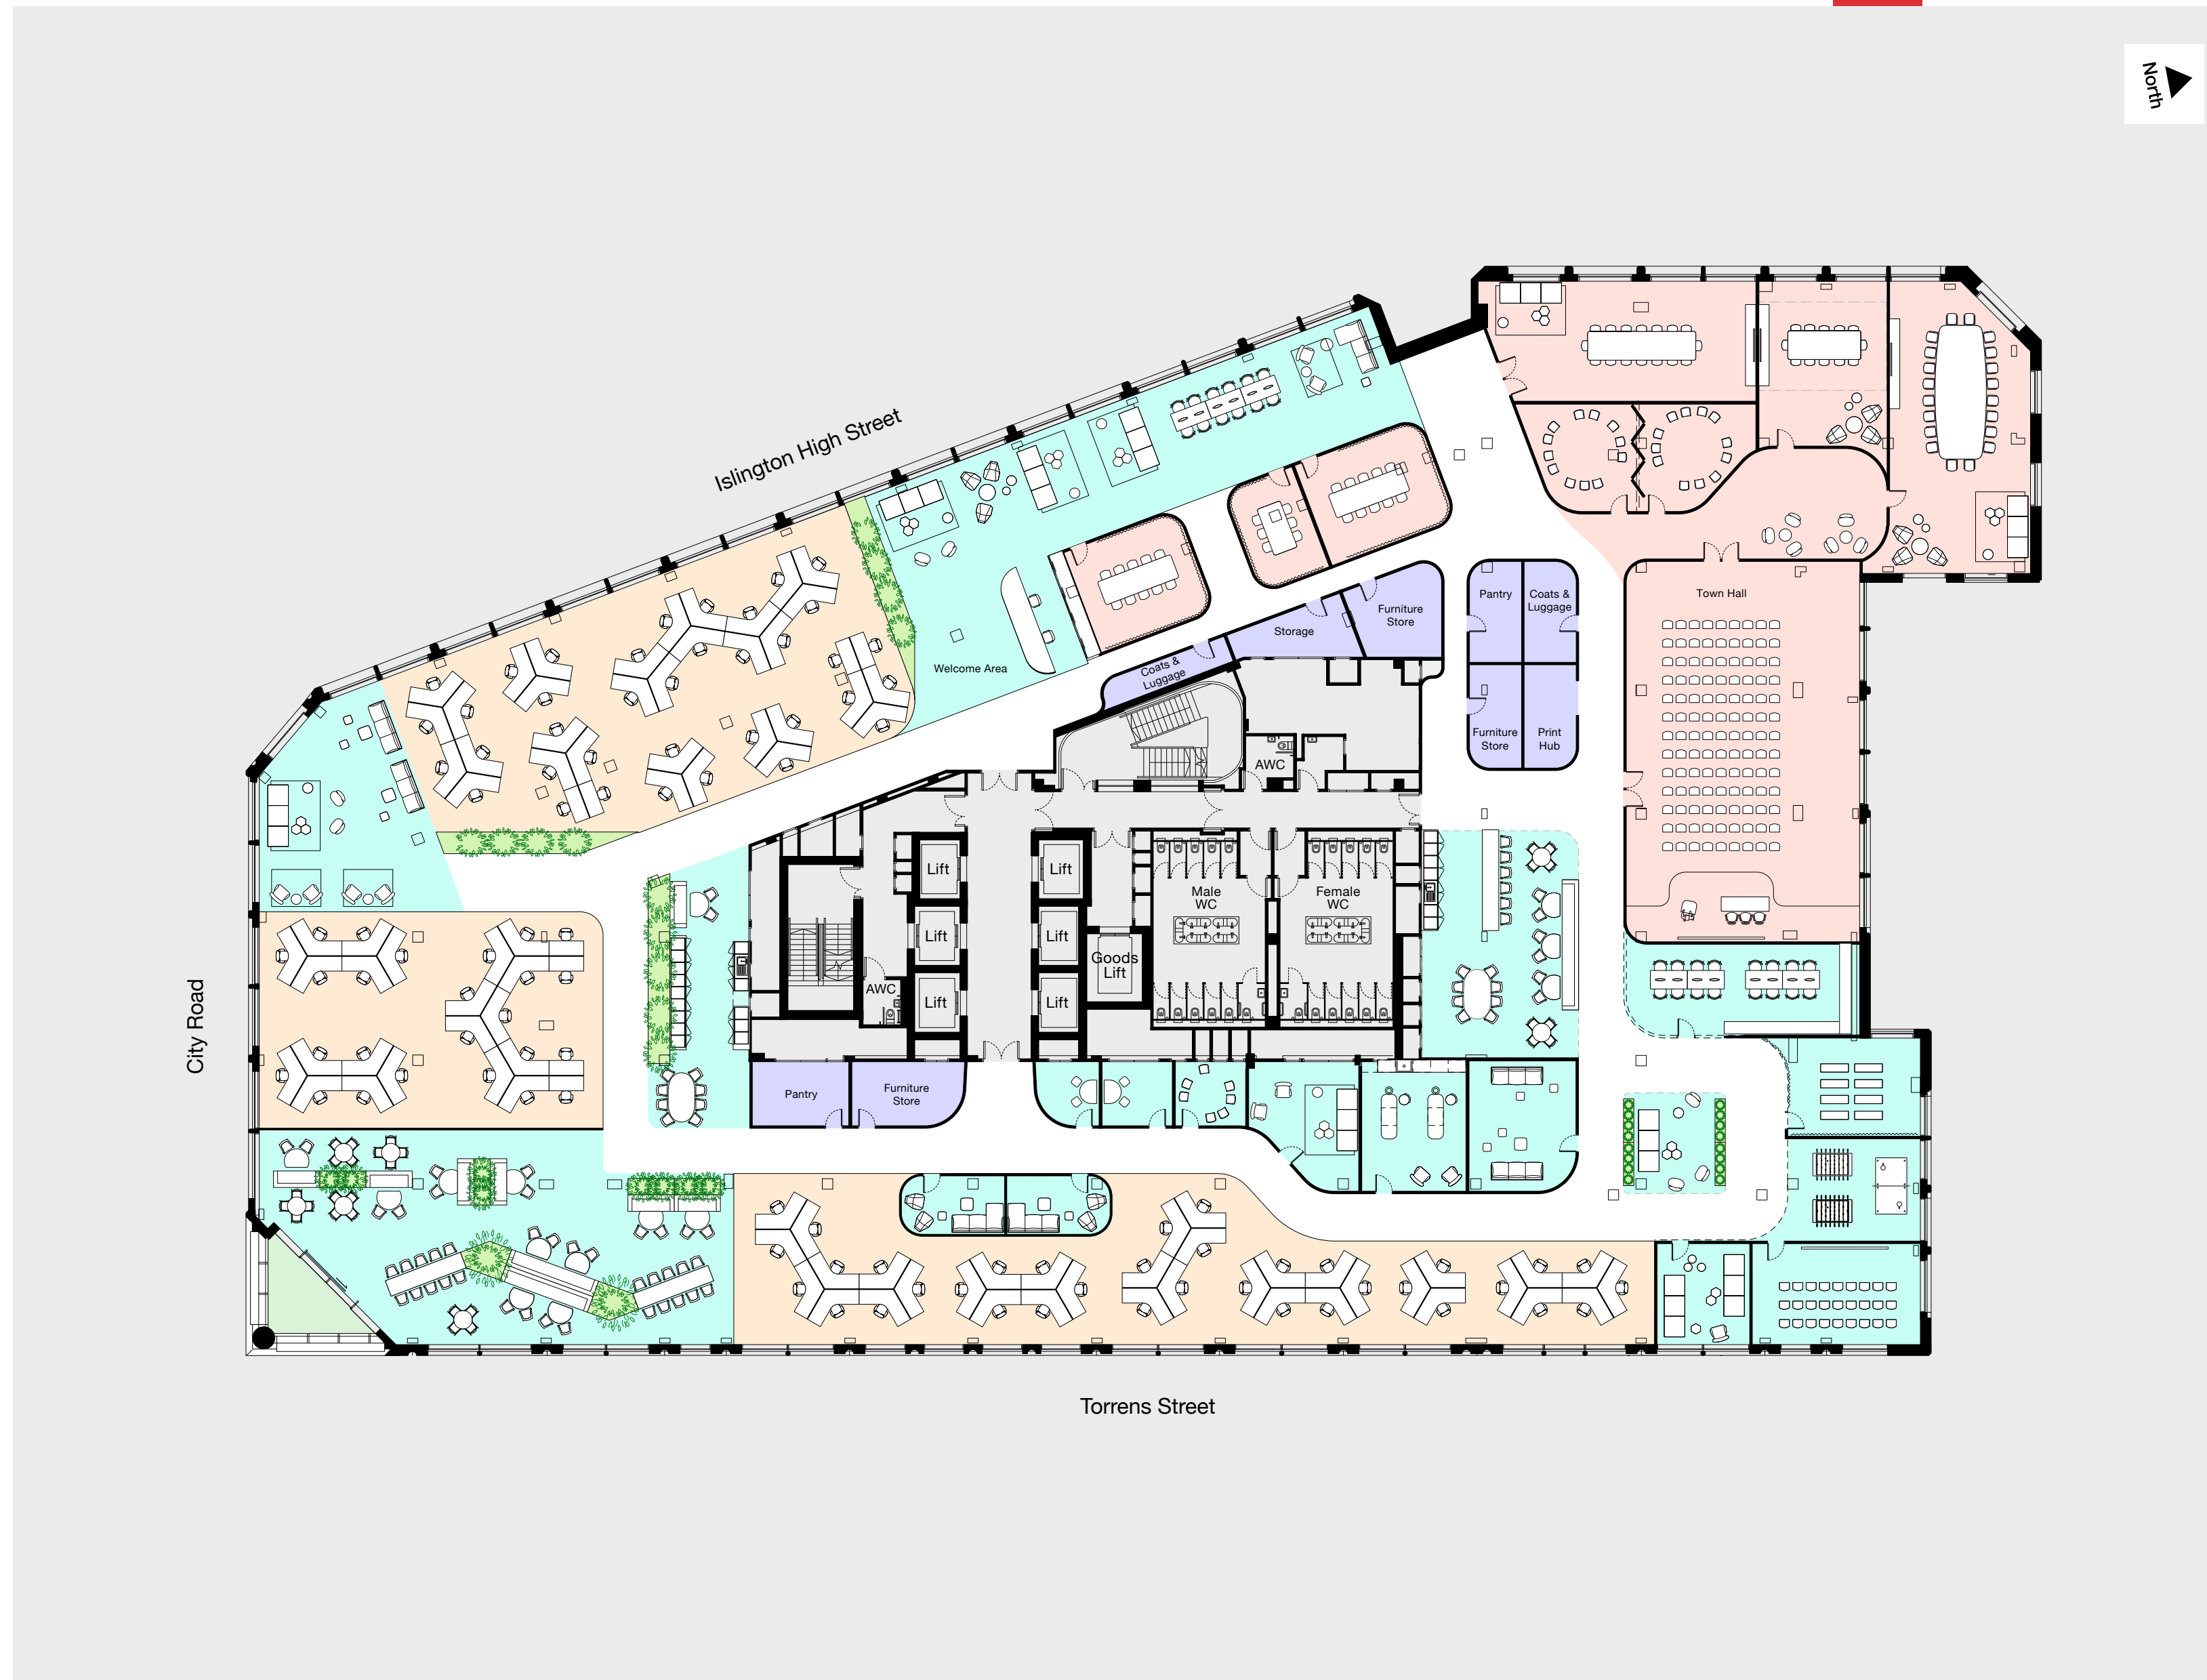 North
Islington High Street
Town Hall
Pantry
Coats &
Luggage
Furniture
Store
Storage
Welcome Area
Coats &
Luggage
Furniture
Store
Print
Hub
AWC
Lift
Lift
Male
WC
Female
WC
Lift
Lift
Goods
Lift
AWC
Lift
Lift
City Road
Pantry
Furniture
Store
Torrens Street